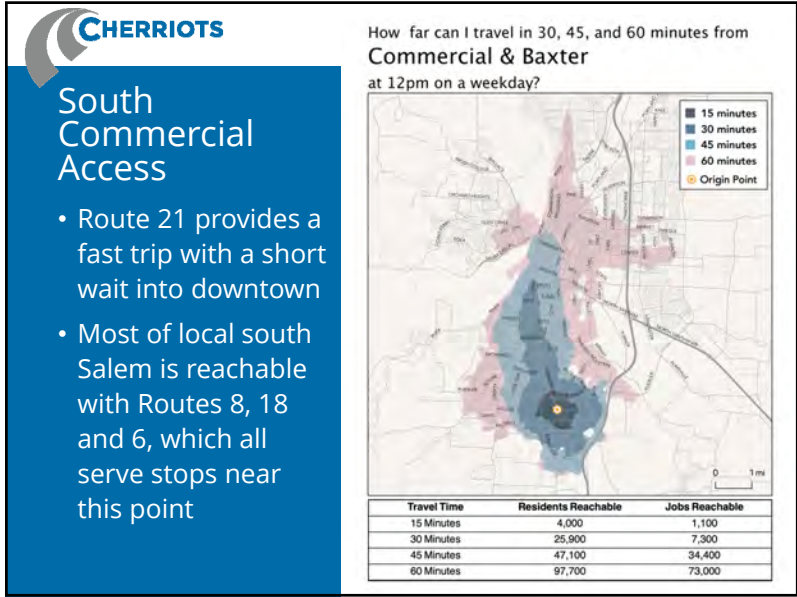 CHERRIOTS
South
Commercial
Access
• Route 21 provides a
fast trip with a short
wait into downtown
• Most of local south
Salem is reachable
with Routes 8, 18
and 6, which all
serve stops near
this point
How far can I travel in 30, 45, and 60 minutes from
Commercial & Baxter
at 12pm on a weekday?
15 minutes
30 minutes
45 minutes
60 minutes
Origin Point
0 1 mi
Travel Time Residents Reachable Jobs Reachable
15 Minutes 4,000 1,100
30 Minutes 25,900 7,300
45 Minutes 47,100 34,400
60 Minutes 97,700 73,000